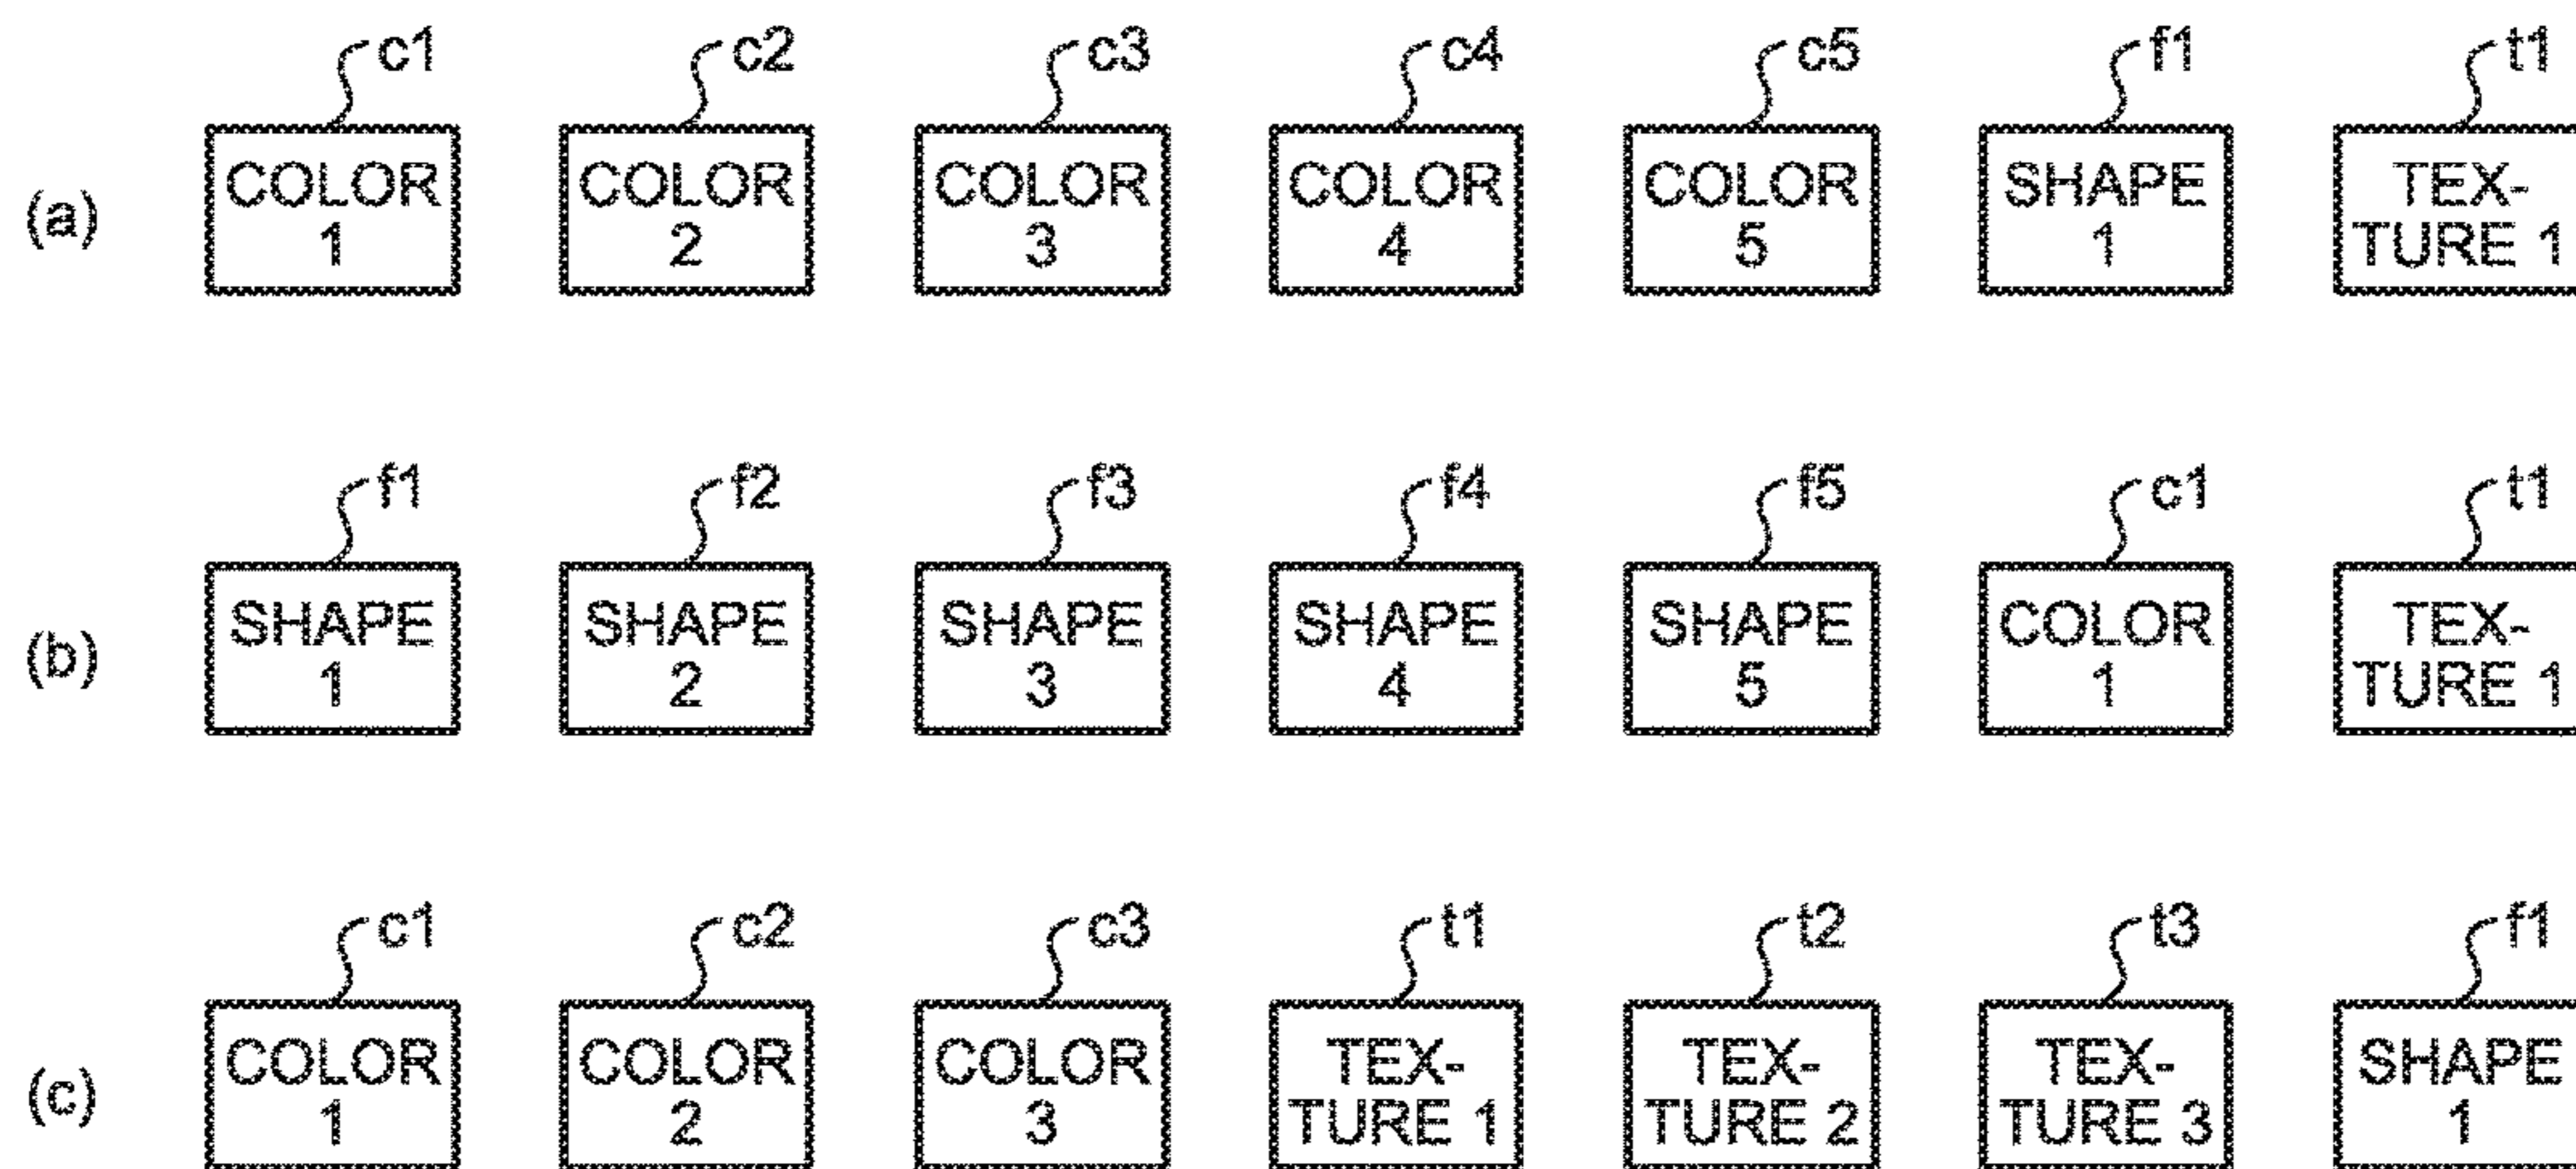 c1 c2 c3 c4 c5 f1 t1
(a) COLOR 1 COLOR 2 COLOR 3 COLOR 4 COLOR 5 SHAPE 1 TEX-TURE 1
f1 f2 f3 f4 f5 c1 t1
(b) SHAPE 1 SHAPE 2 SHAPE 3 SHAPE 4 SHAPE 5 COLOR 1 TEX-TURE 1
c1 c2 c3 t1 t2 t3 f1
(c) COLOR 1 COLOR 2 COLOR 3 TEX-TURE 1 TEX-TURE 2 TEX-TURE 3 SHAPE 1